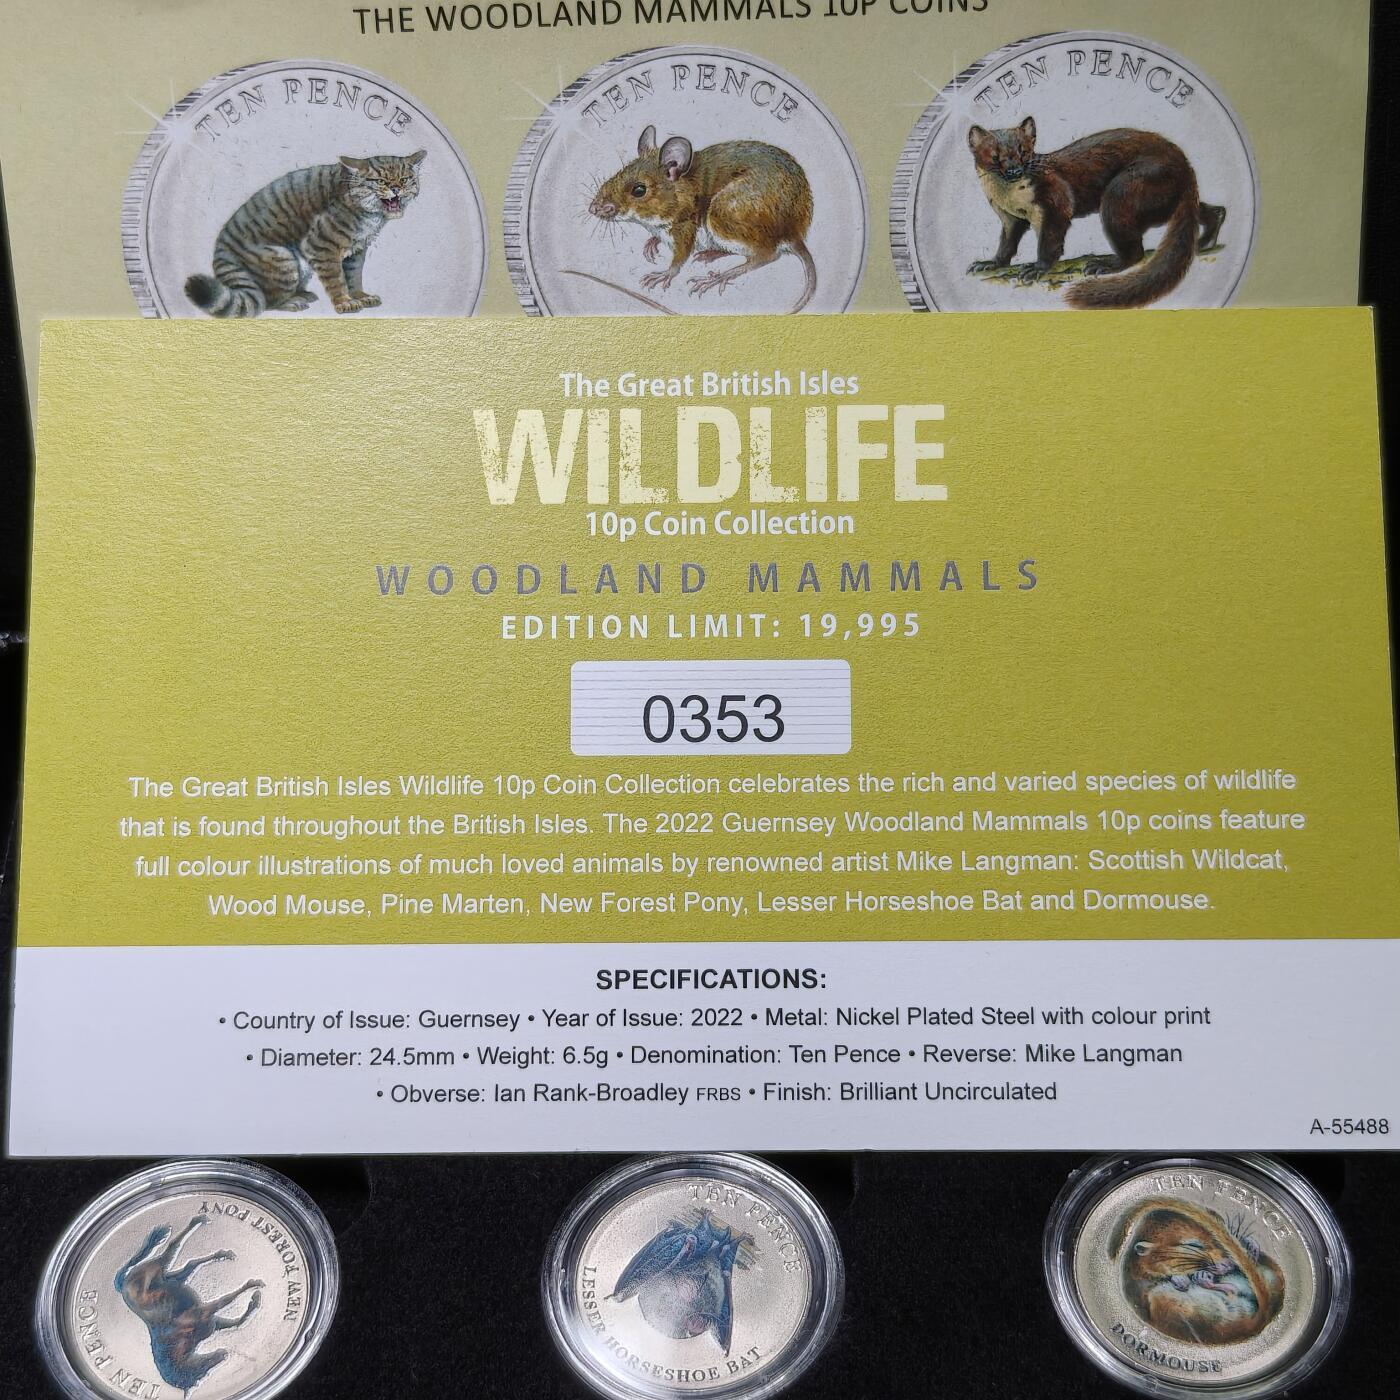 THE WOODLAND MAMMALS 10P COINS
TEN PENCE
TEN PENCE
TEN PENCE
The Great British Isles
WILDLIFE
10p Coin Collection
WOODLAND MAMMALS
EDITION LIMIT: 19,995
0353
The Great British Isles Wildlife 10p Coin Collection celebrates the rich and varied species of wildlife
that is found throughout the British Isles. The 2022 Guernsey Woodland Mammals 10p coins feature
full colour illustrations of much loved animals by renowned artist Mike Langman: Scottish Wildcat,
Wood Mouse, Pine Marten, New Forest Pony, Lesser Horseshoe Bat and Dormouse.
SPECIFICATIONS:
• Country of Issue: Guernsey • Year of Issue: 2022 • Metal: Nickel Plated Steel with colour print
• Diameter: 24.5mm • Weight: 6.5g • Denomination: Ten Pence • Reverse: Mike Langman
• Obverse: Ian Rank-Broadley FRBS • Finish: Brilliant Uncirculated
A-55488
TEN PENCE
NEW FOREST PONY
TEN PENCE
LESSER HORSESHOE BAT
TEN PENCE
DORMOUSE